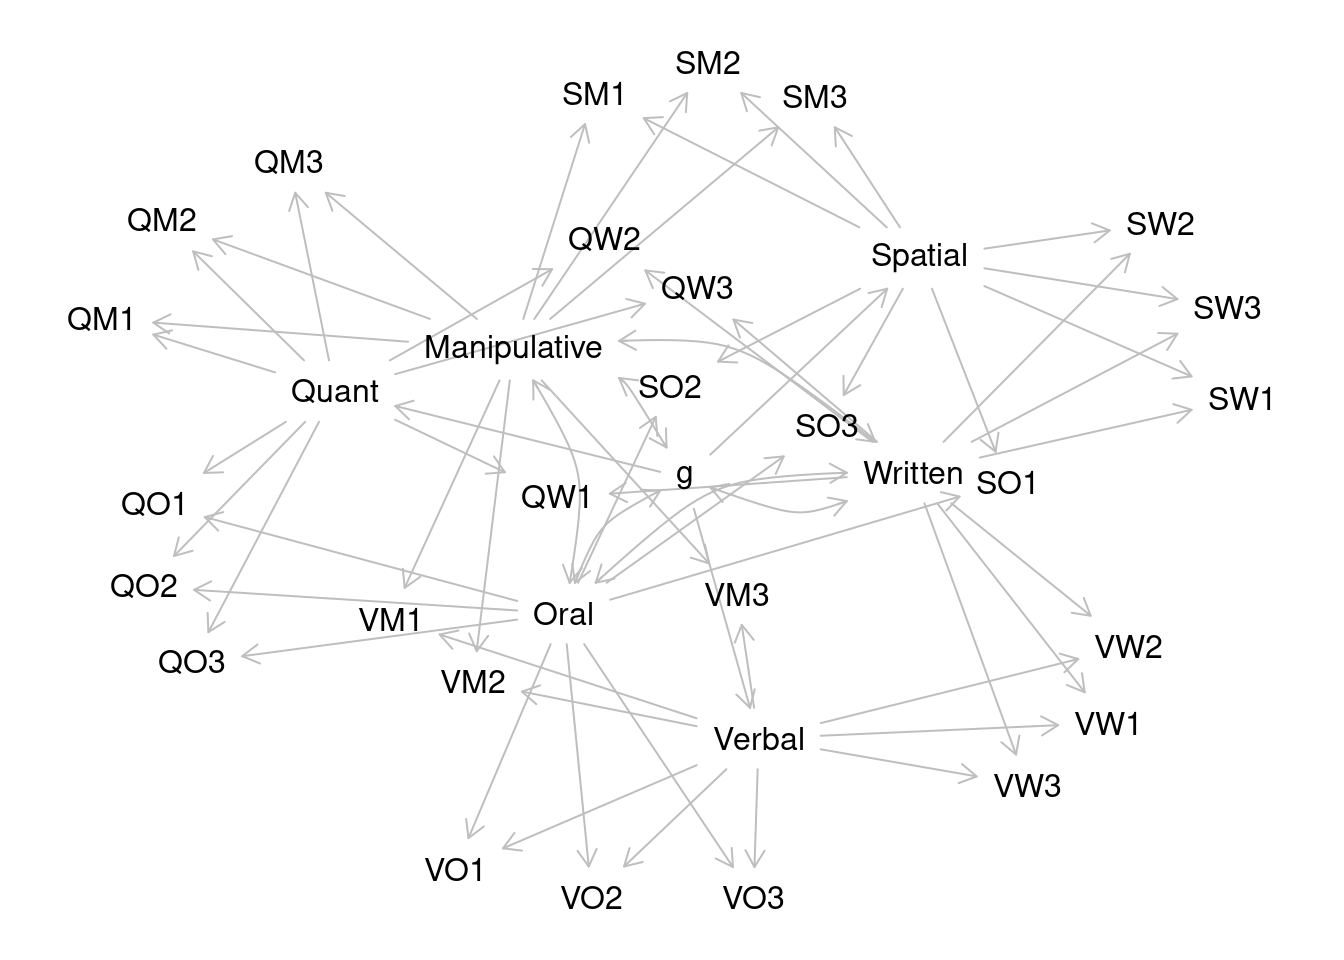 SM2
SM1
SM3
QM3
QM2
SW2
QW2
Spatial
QW3
SW3
QM1
Manipulative
Quant
SO2
SW1
SO3
g
Written
SO1
QW1
QO1
QO2
VM3
Oral
VM1
VW2
QO3
VM2
VW1
Verbal
VW3
VO1
VO2
VO3